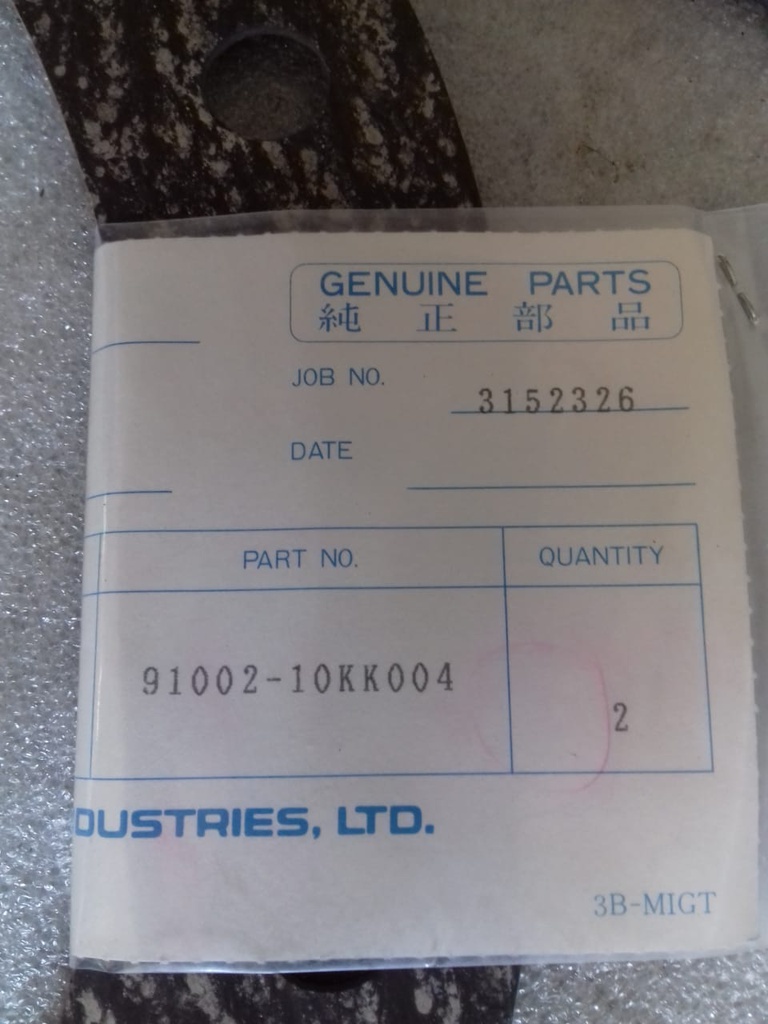 GENUINE PARTS
純正部品
JOB NO. 3152326
DATE
PART NO. QUANTITY
91002-10KK004 2
DUSTRIES, LTD.
3B-MIGT